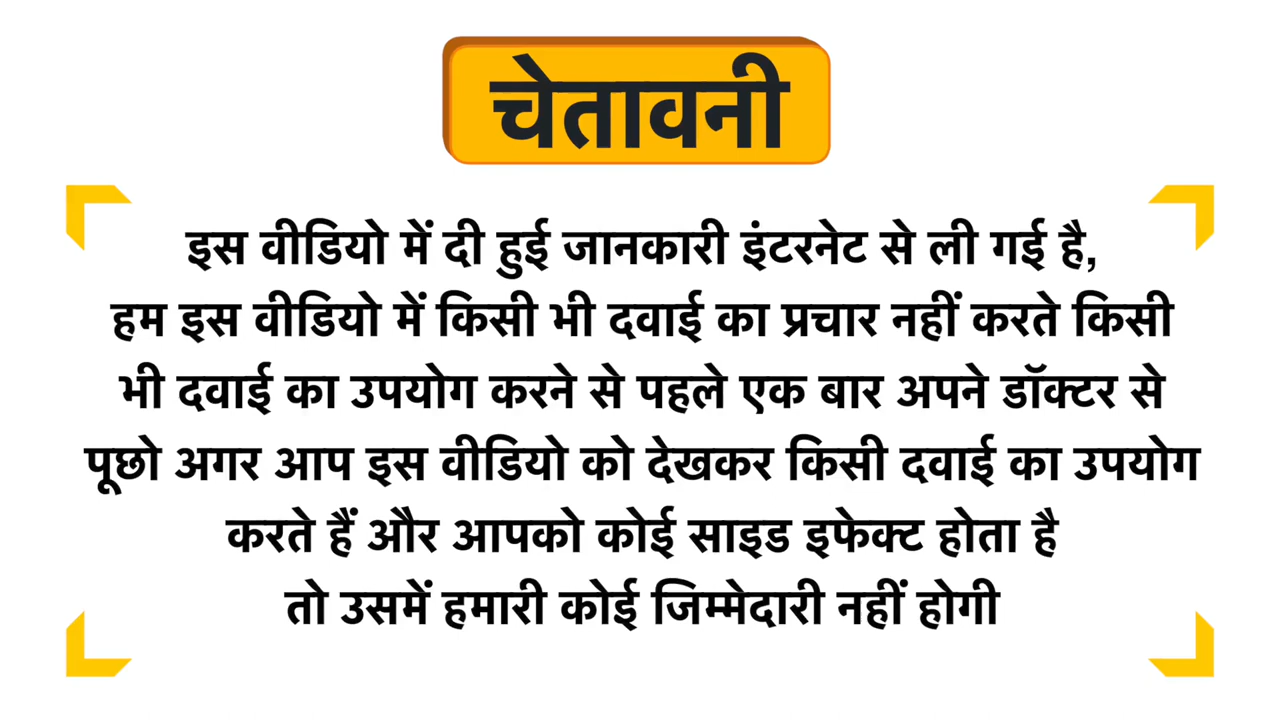 चेतावनी
इस वीडियो में दी हुई जानकारी इंटरनेट से ली गई है,
हम इस वीडियो में किसी भी दवाई का प्रचार नहीं करते किसी
भी दवाई का उपयोग करने से पहले एक बार अपने डॉक्टर से
पूछो अगर आप इस वीडियो को देखकर किसी दवाई का उपयोग
करते हैं और आपको कोई साइड इफेक्ट होता है
तो उसमें हमारी कोई जिम्मेदारी नहीं होगी